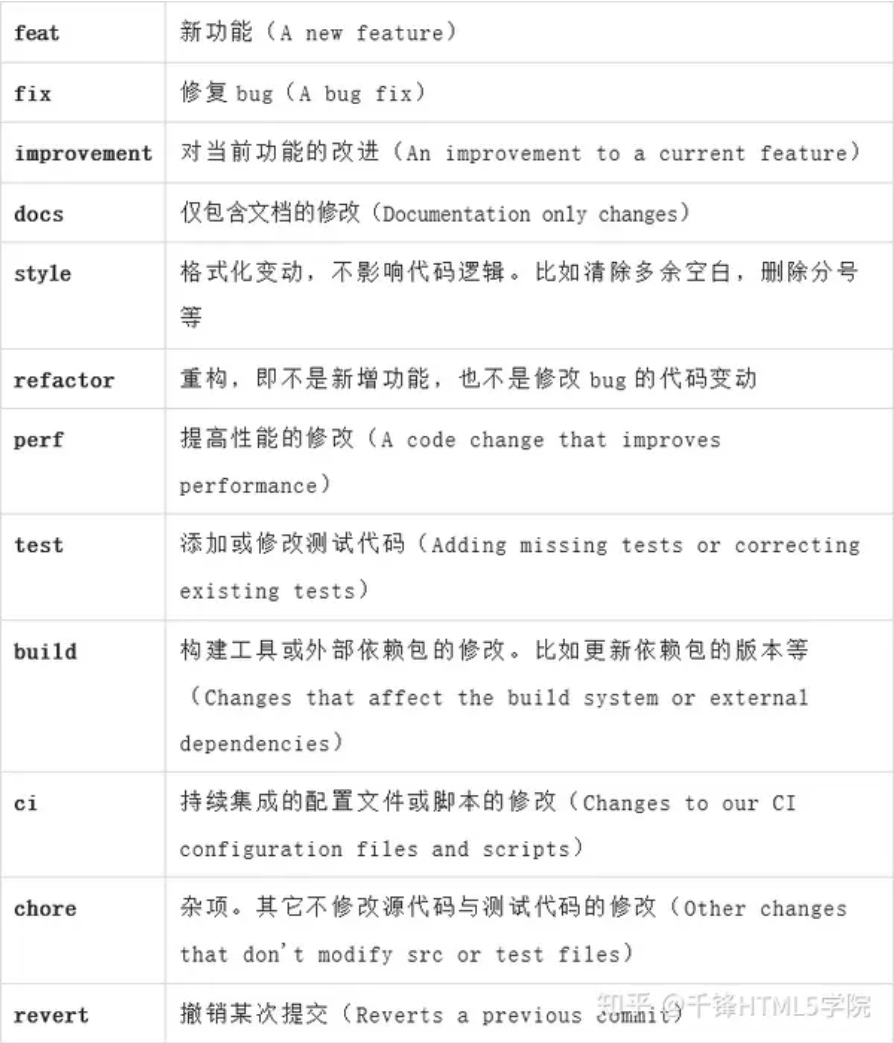 feat 新功能（A new feature）
fix 修复 bug（A bug fix）
improvement 对当前功能的改进（An improvement to a current feature）
docs 仅包含文档的修改（Documentation only changes）
style 格式化变动，不影响代码逻辑。比如清除多余空白，删除分号
等
refactor 重构，即不是新增功能，也不是修改 bug 的代码变动
perf 提高性能的修改（A code change that improves
performance）
test 添加或修改测试代码（Adding missing tests or correcting
existing tests）
build 构建工具或外部依赖包的修改。比如更新依赖包的版本等
（Changes that affect the build system or external
dependencies）
ci 持续集成的配置文件或脚本的修改（Changes to our CI
configuration files and scripts）
chore 杂项。其它不修改源代码与测试代码的修改（Other changes
that don't modify src or test files）
revert 撤销某次提交（Reverts a previous commit）
知乎 @千锋HTML5学院